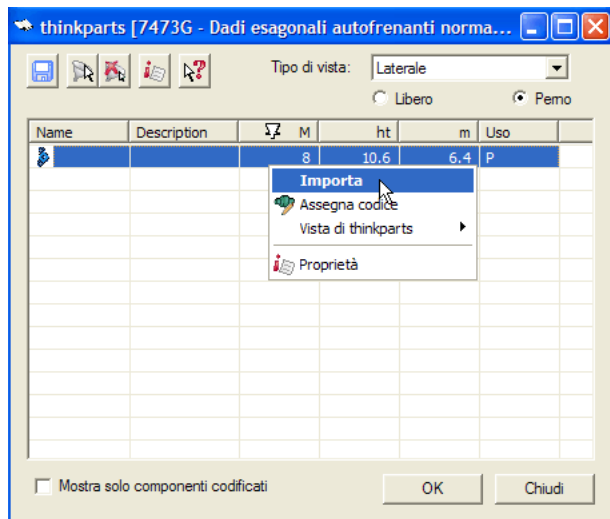 thinkparts [7473G - Dadi esagonali autofrenanti norma...
Tipo di vista: Laterale
Libero Perno
Name Description M ht m Uso
8 10.6 6.4 P
Importa
Assegna codice
Vista di thinkparts
Proprietà
Mostra solo componenti codificati OK Chiudi